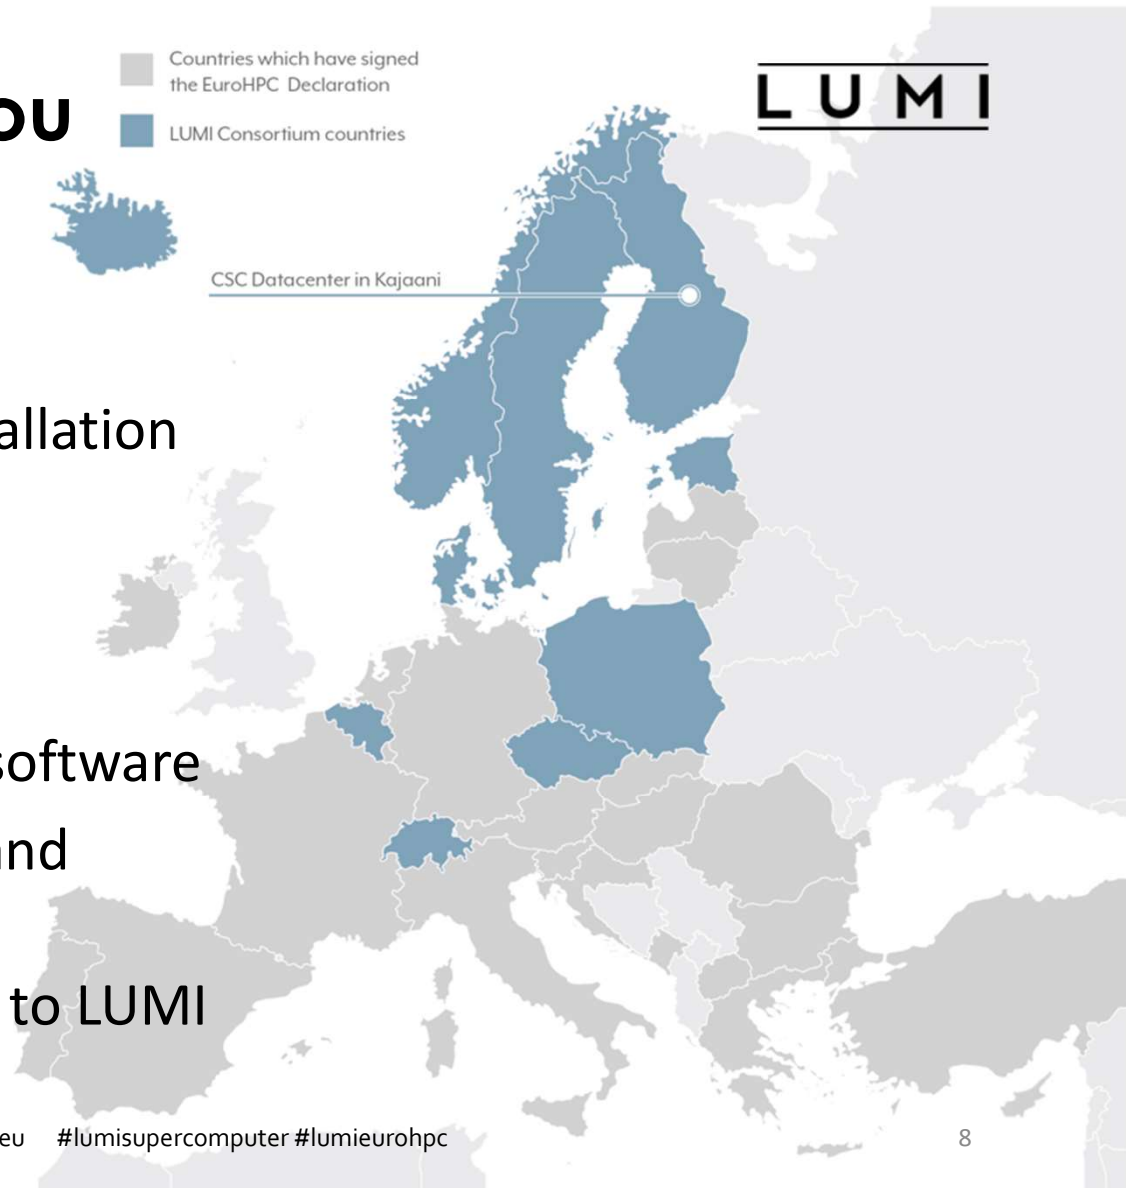 Countries which have signed
the EuroHPC Declaration
LUMI Consortium countries
LUMI
ou
CSC Datacenter in Kajaani
allation
software
and
to LUMI
eu #lumisupercomputer #lumieurohpc
8